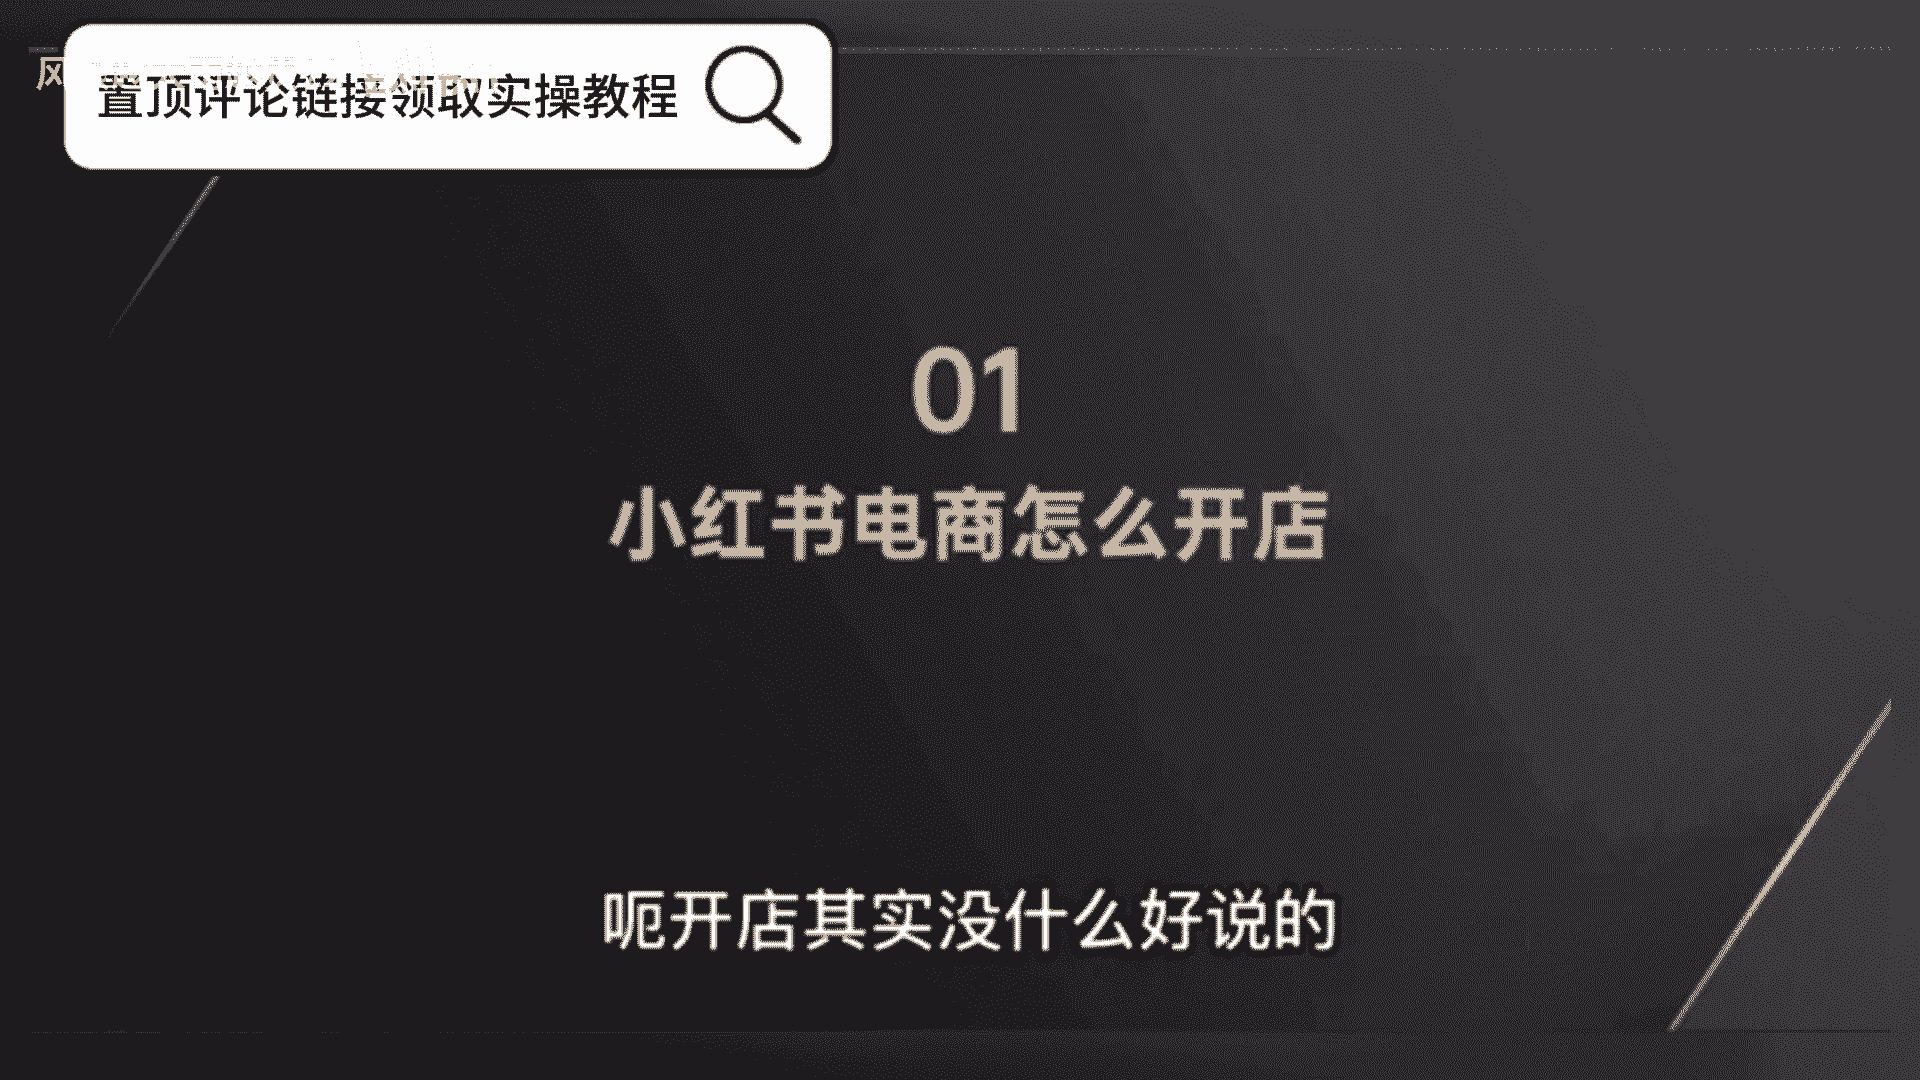 风
置顶评论链接领取实操教程
01
小红书电商怎么开店
呃开店其实没什么好说的